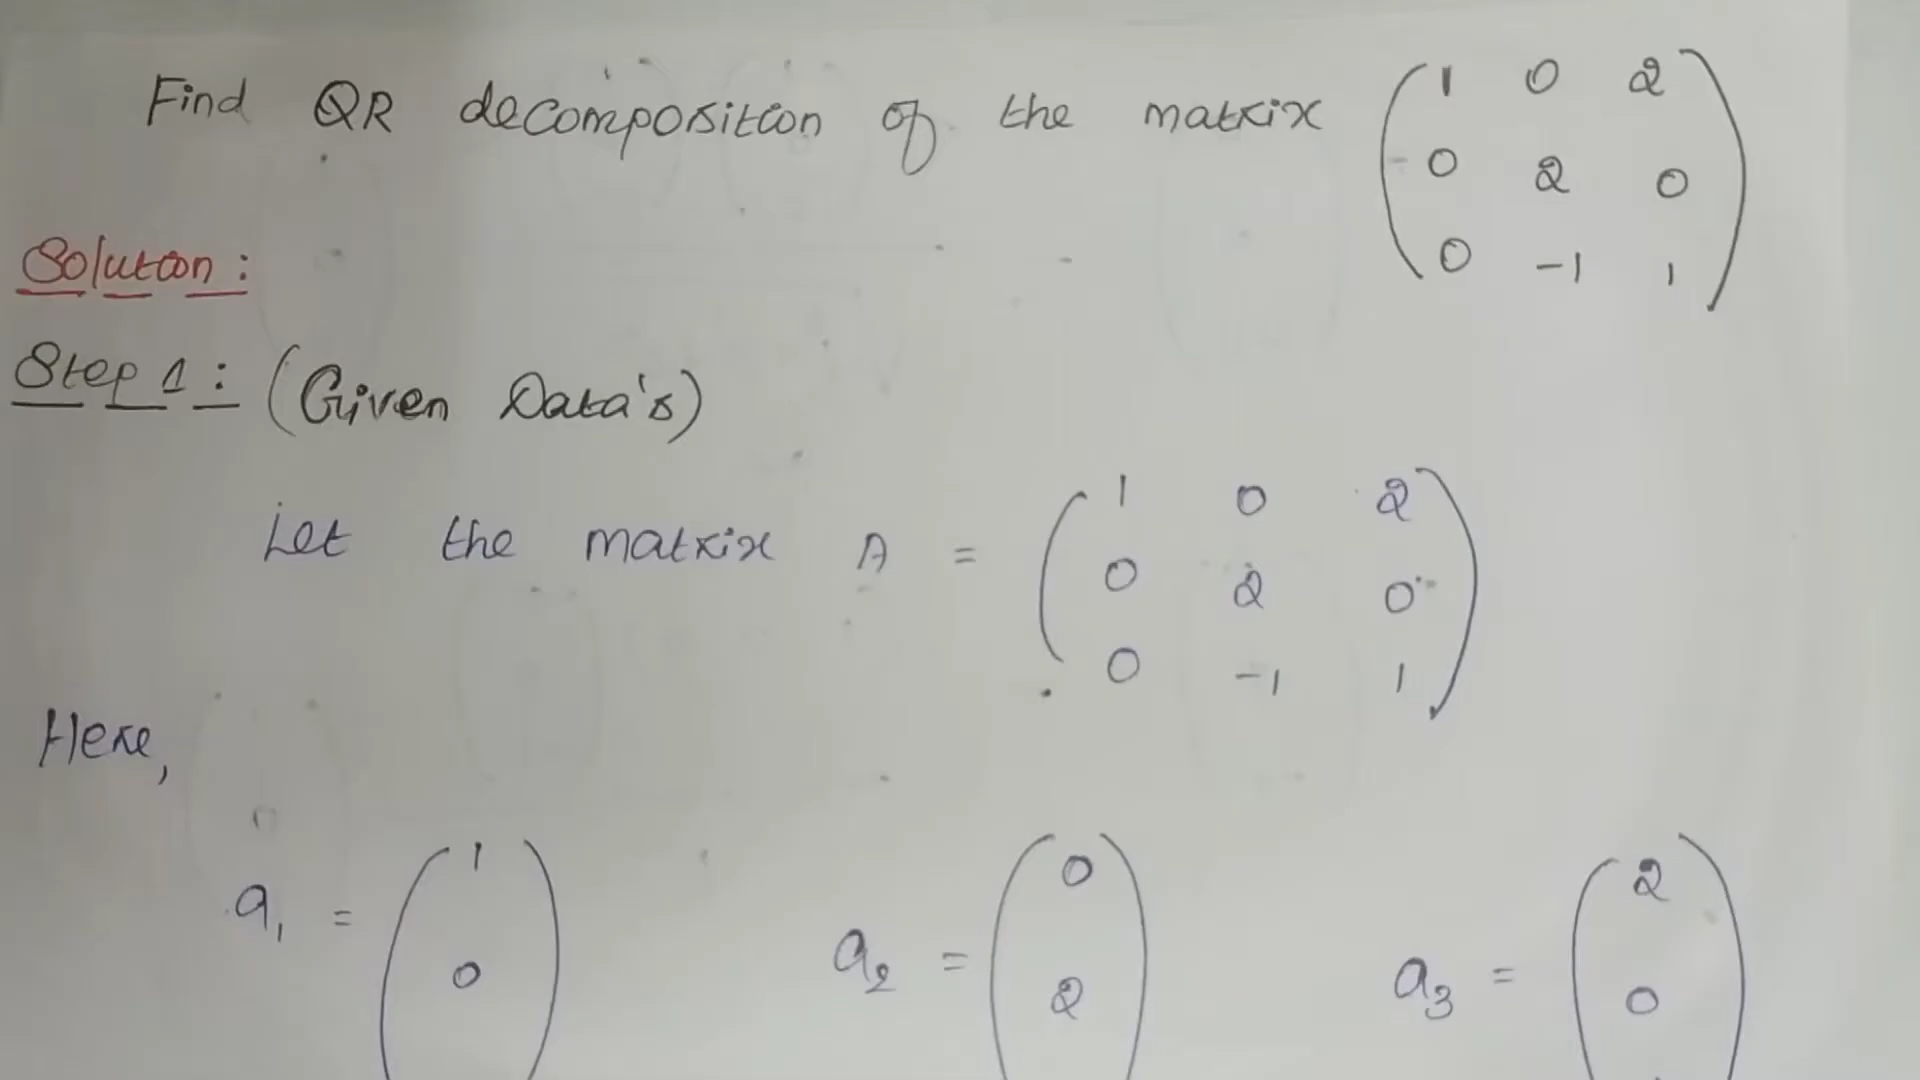 Find QR decomposition of the matrix
1 0 2
0 2 0
0 -1 1
Solution:
Step 1: (Given Data's)
Let the matrix A =
1 0 2
0 2 0
0 -1 1
Here,
a₁ = 1 a₂ = 0 a₃ = 2
0 2 0